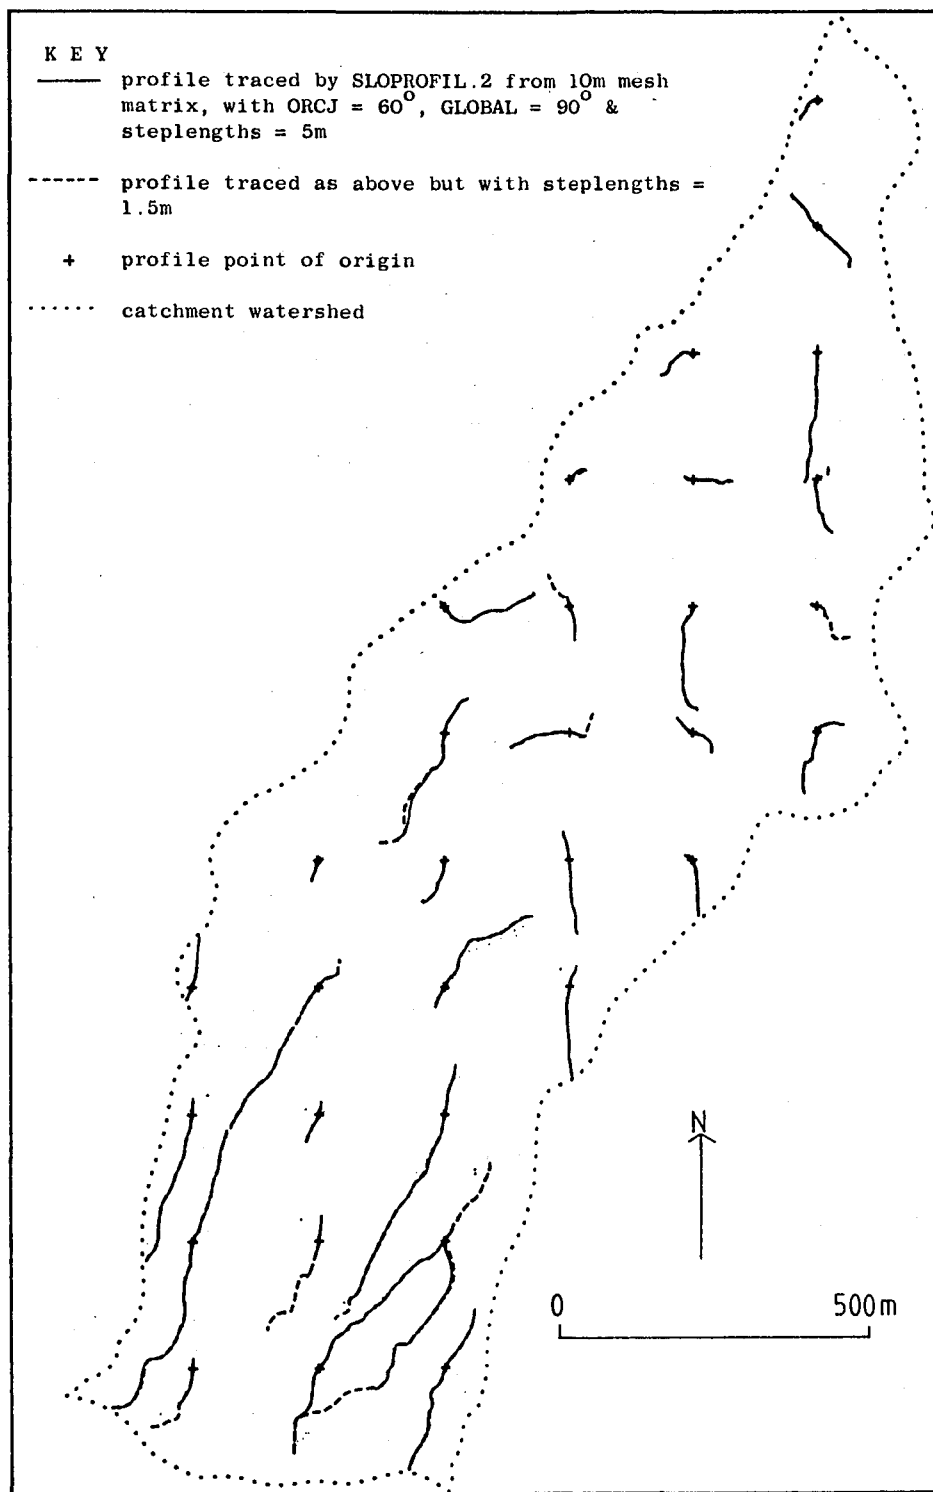 K E Y
profile traced by SLOPROFIL.2 from 10m mesh
matrix, with ORCJ = 60°, GLOBAL = 90° &
steplengths = 5m
profile traced as above but with steplengths =
1.5m
+ profile point of origin
catchment watershed
N
0 500m